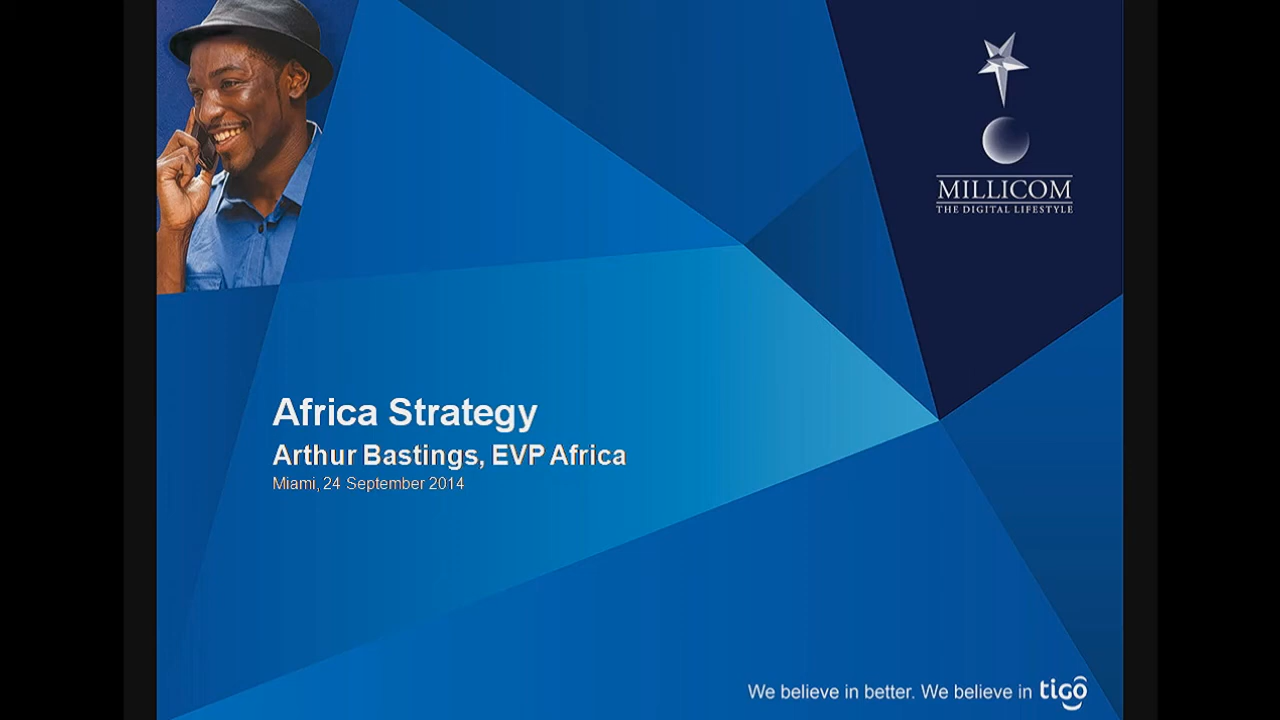 MILLICOM
THE DIGITAL LIFESTYLE
Africa Strategy
Arthur Bastings, EVP Africa
Miami, 24 September 2014
We believe in better. We believe in tigo